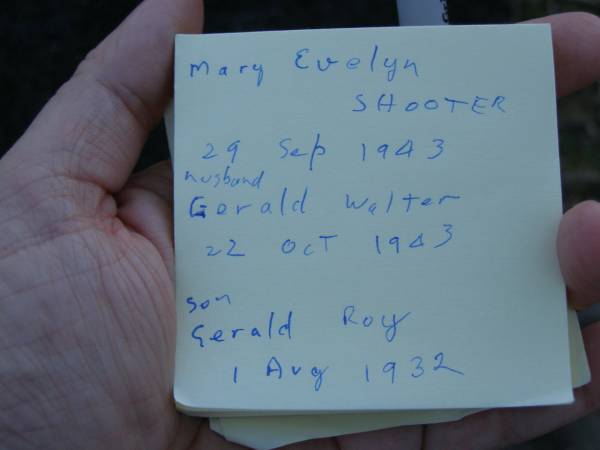 Mary Evelyn
SHOOTER
29 Sep 1943
husband
Gerald Walter
22 Oct 1943
son
Gerald Roy
1 Aug 1932